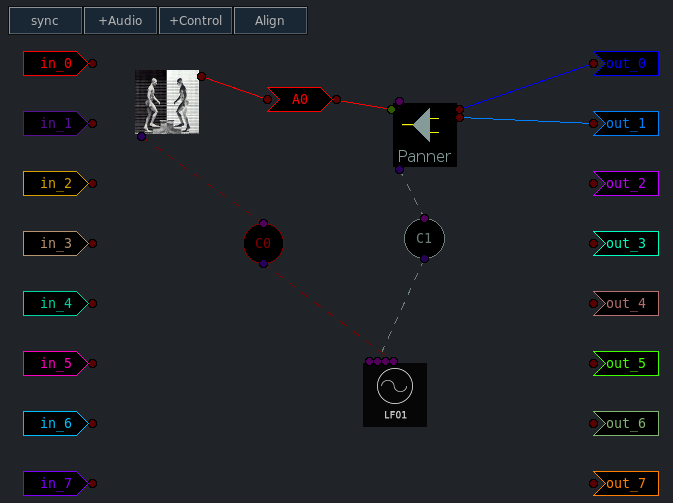 sync +Audio +Control Align
in_0 out_0
A0
in_1 out_1
Panner
in_2 out_2
in_3 C0 C1 out_3
in_4 out_4
in_5 out_5
LFO1
in_6 out_6
in_7 out_7